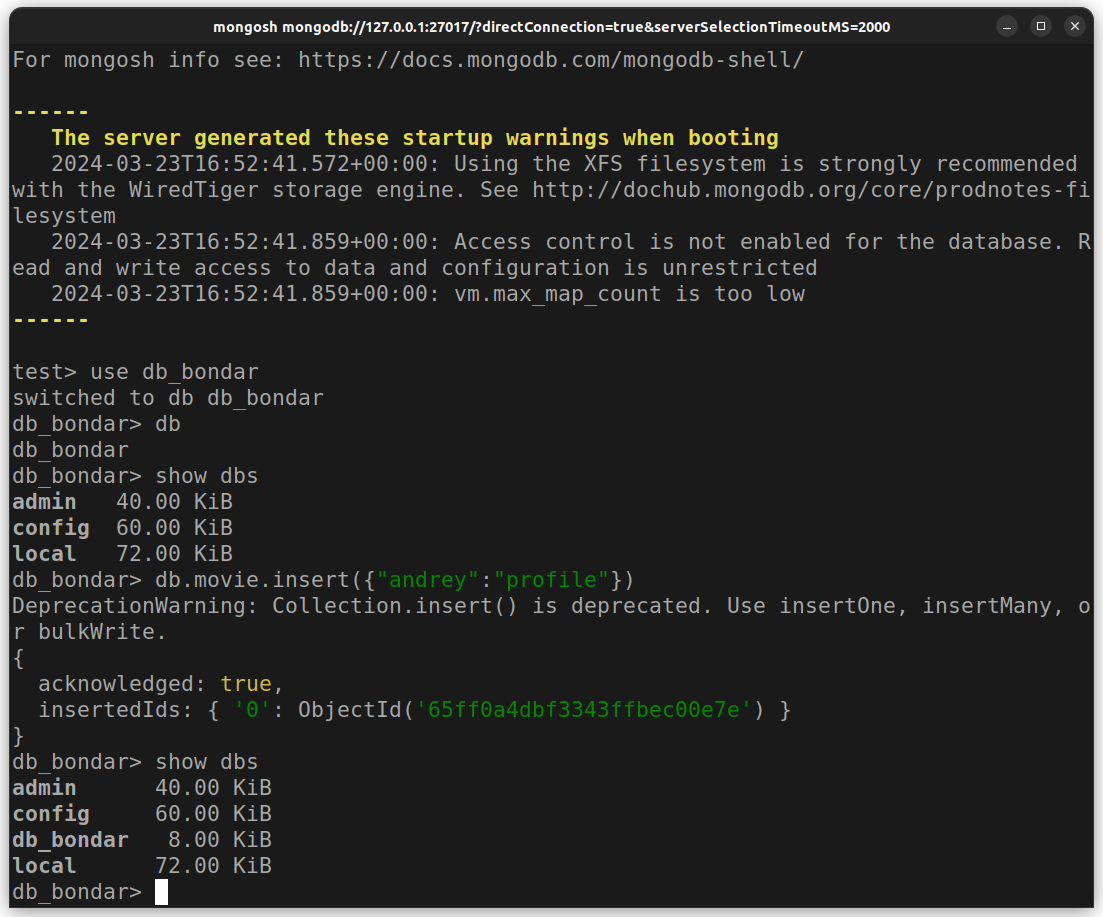 mongosh mongodb://127.0.0.1:27017/?directConnection=true&serverSelectionTimeoutMS=2000
For mongosh info see: https://docs.mongodb.com/mongodb-shell/
------
   The server generated these startup warnings when booting
   2024-03-23T16:52:41.572+00:00: Using the XFS filesystem is strongly recommended
with the WiredTiger storage engine. See http://dochub.mongodb.org/core/prodnotes-fi
lesystem
   2024-03-23T16:52:41.859+00:00: Access control is not enabled for the database. R
ead and write access to data and configuration is unrestricted
   2024-03-23T16:52:41.859+00:00: vm.max_map_count is too low
------
test> use db_bondar
switched to db db_bondar
db_bondar> db
db_bondar
db_bondar> show dbs
admin   40.00 KiB
config  60.00 KiB
local   72.00 KiB
db_bondar> db.movie.insert({"andrey":"profile"})
DeprecationWarning: Collection.insert() is deprecated. Use insertOne, insertMany, o
r bulkWrite.
{
  acknowledged: true,
  insertedIds: { '0': ObjectId('65ff0a4dbf3343ffbec00e7e') }
}
db_bondar> show dbs
admin      40.00 KiB
config     60.00 KiB
db_bondar   8.00 KiB
local      72.00 KiB
db_bondar>